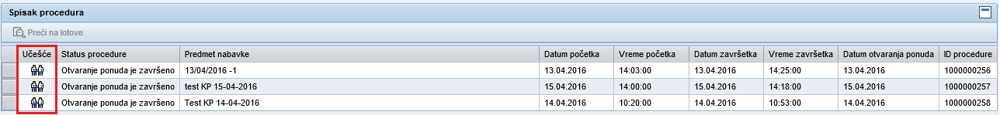 Spisak procedura
Preći na lotove
Učešće Status procedure Predmet nabavke Datum početka Vreme početka Datum završetka Vreme završetka Datum otvaranja ponuda ID procedure
Otvaranje ponuda je završeno 13/04/2016 -1 13.04.2016 14:03:00 13.04.2016 14:25:00 13.04.2016 1000000256
Otvaranje ponuda je završeno test KP 15-04-2016 15.04.2016 14:00:00 15.04.2016 14:18:00 15.04.2016 1000000257
Otvaranje ponuda je završeno Test KP 14-04-2016 14.04.2016 10:20:00 14.04.2016 10:53:00 14.04.2016 1000000258